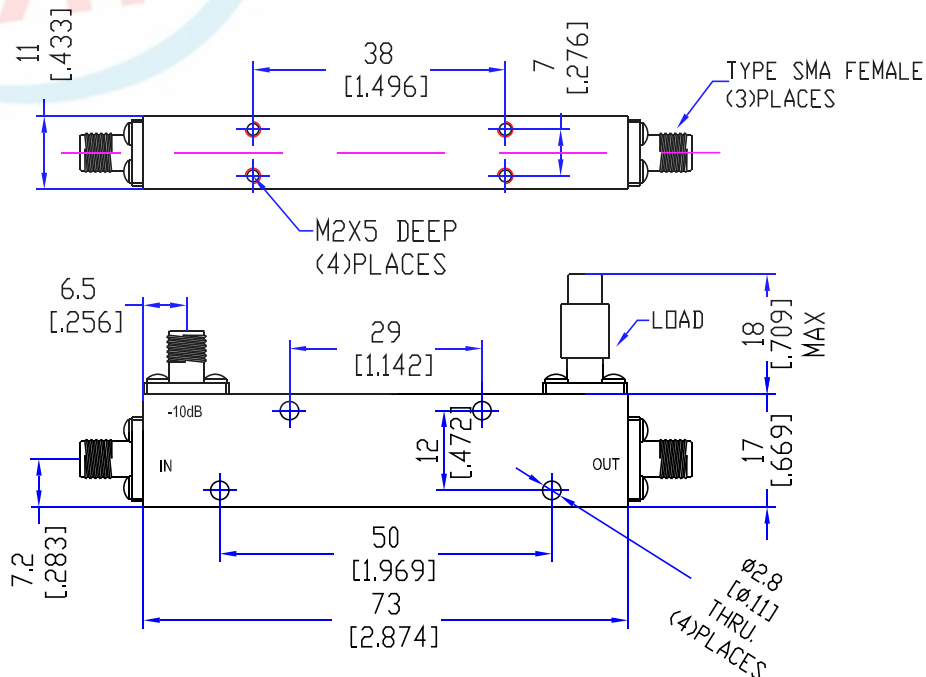 11
[.433]
38
[1.496]
7
[.276]
TYPE SMA FEMALE
(3)PLACES
M2X5 DEEP
(4)PLACES
6.5
[.256]
29
[1.142]
LOAD
18
[.709]
MAX
-10dB
IN
12
[.472]
OUT
17
[.669]
7.2
[.283]
50
[1.969]
73
[2.874]
ø2.8
[ø.11]
THRU.
(4)PLACES